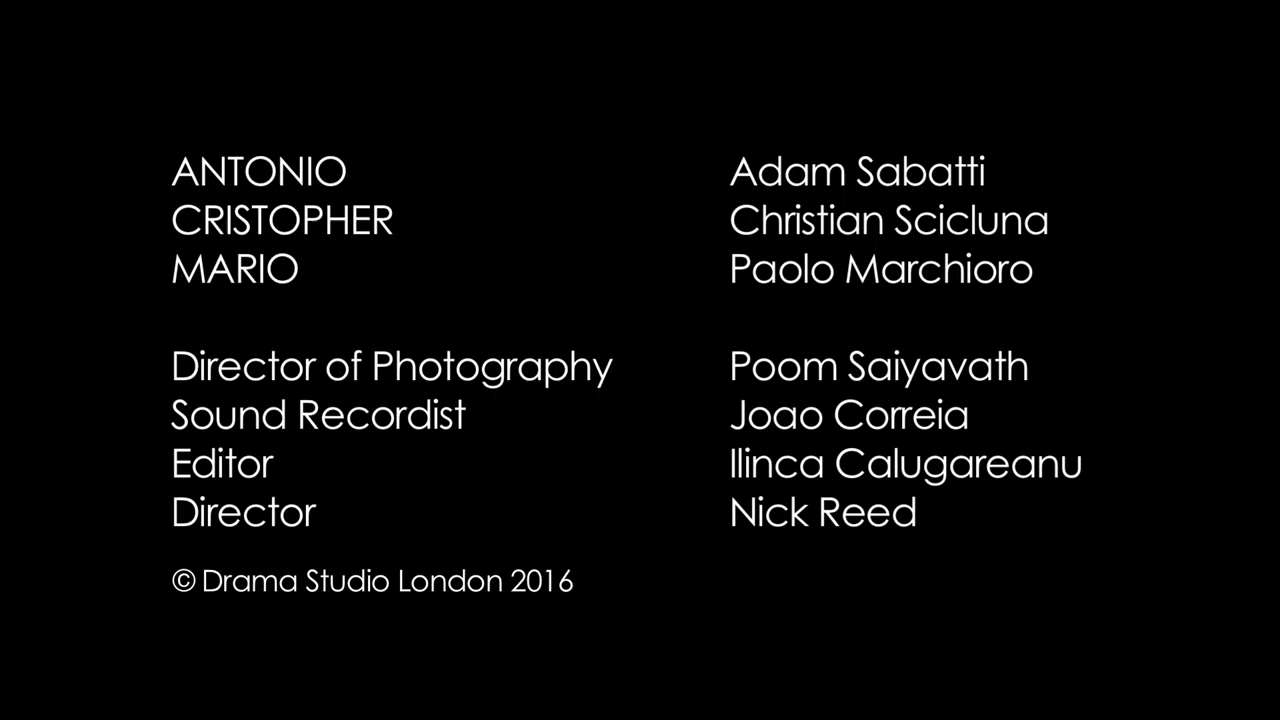 ANTONIO Adam Sabatti
CRISTOPHER Christian Scicluna
MARIO Paolo Marchioro
Director of Photography Poom Saiyavath
Sound Recordist Joao Correia
Editor Ilinca Calugareanu
Director Nick Reed
© Drama Studio London 2016